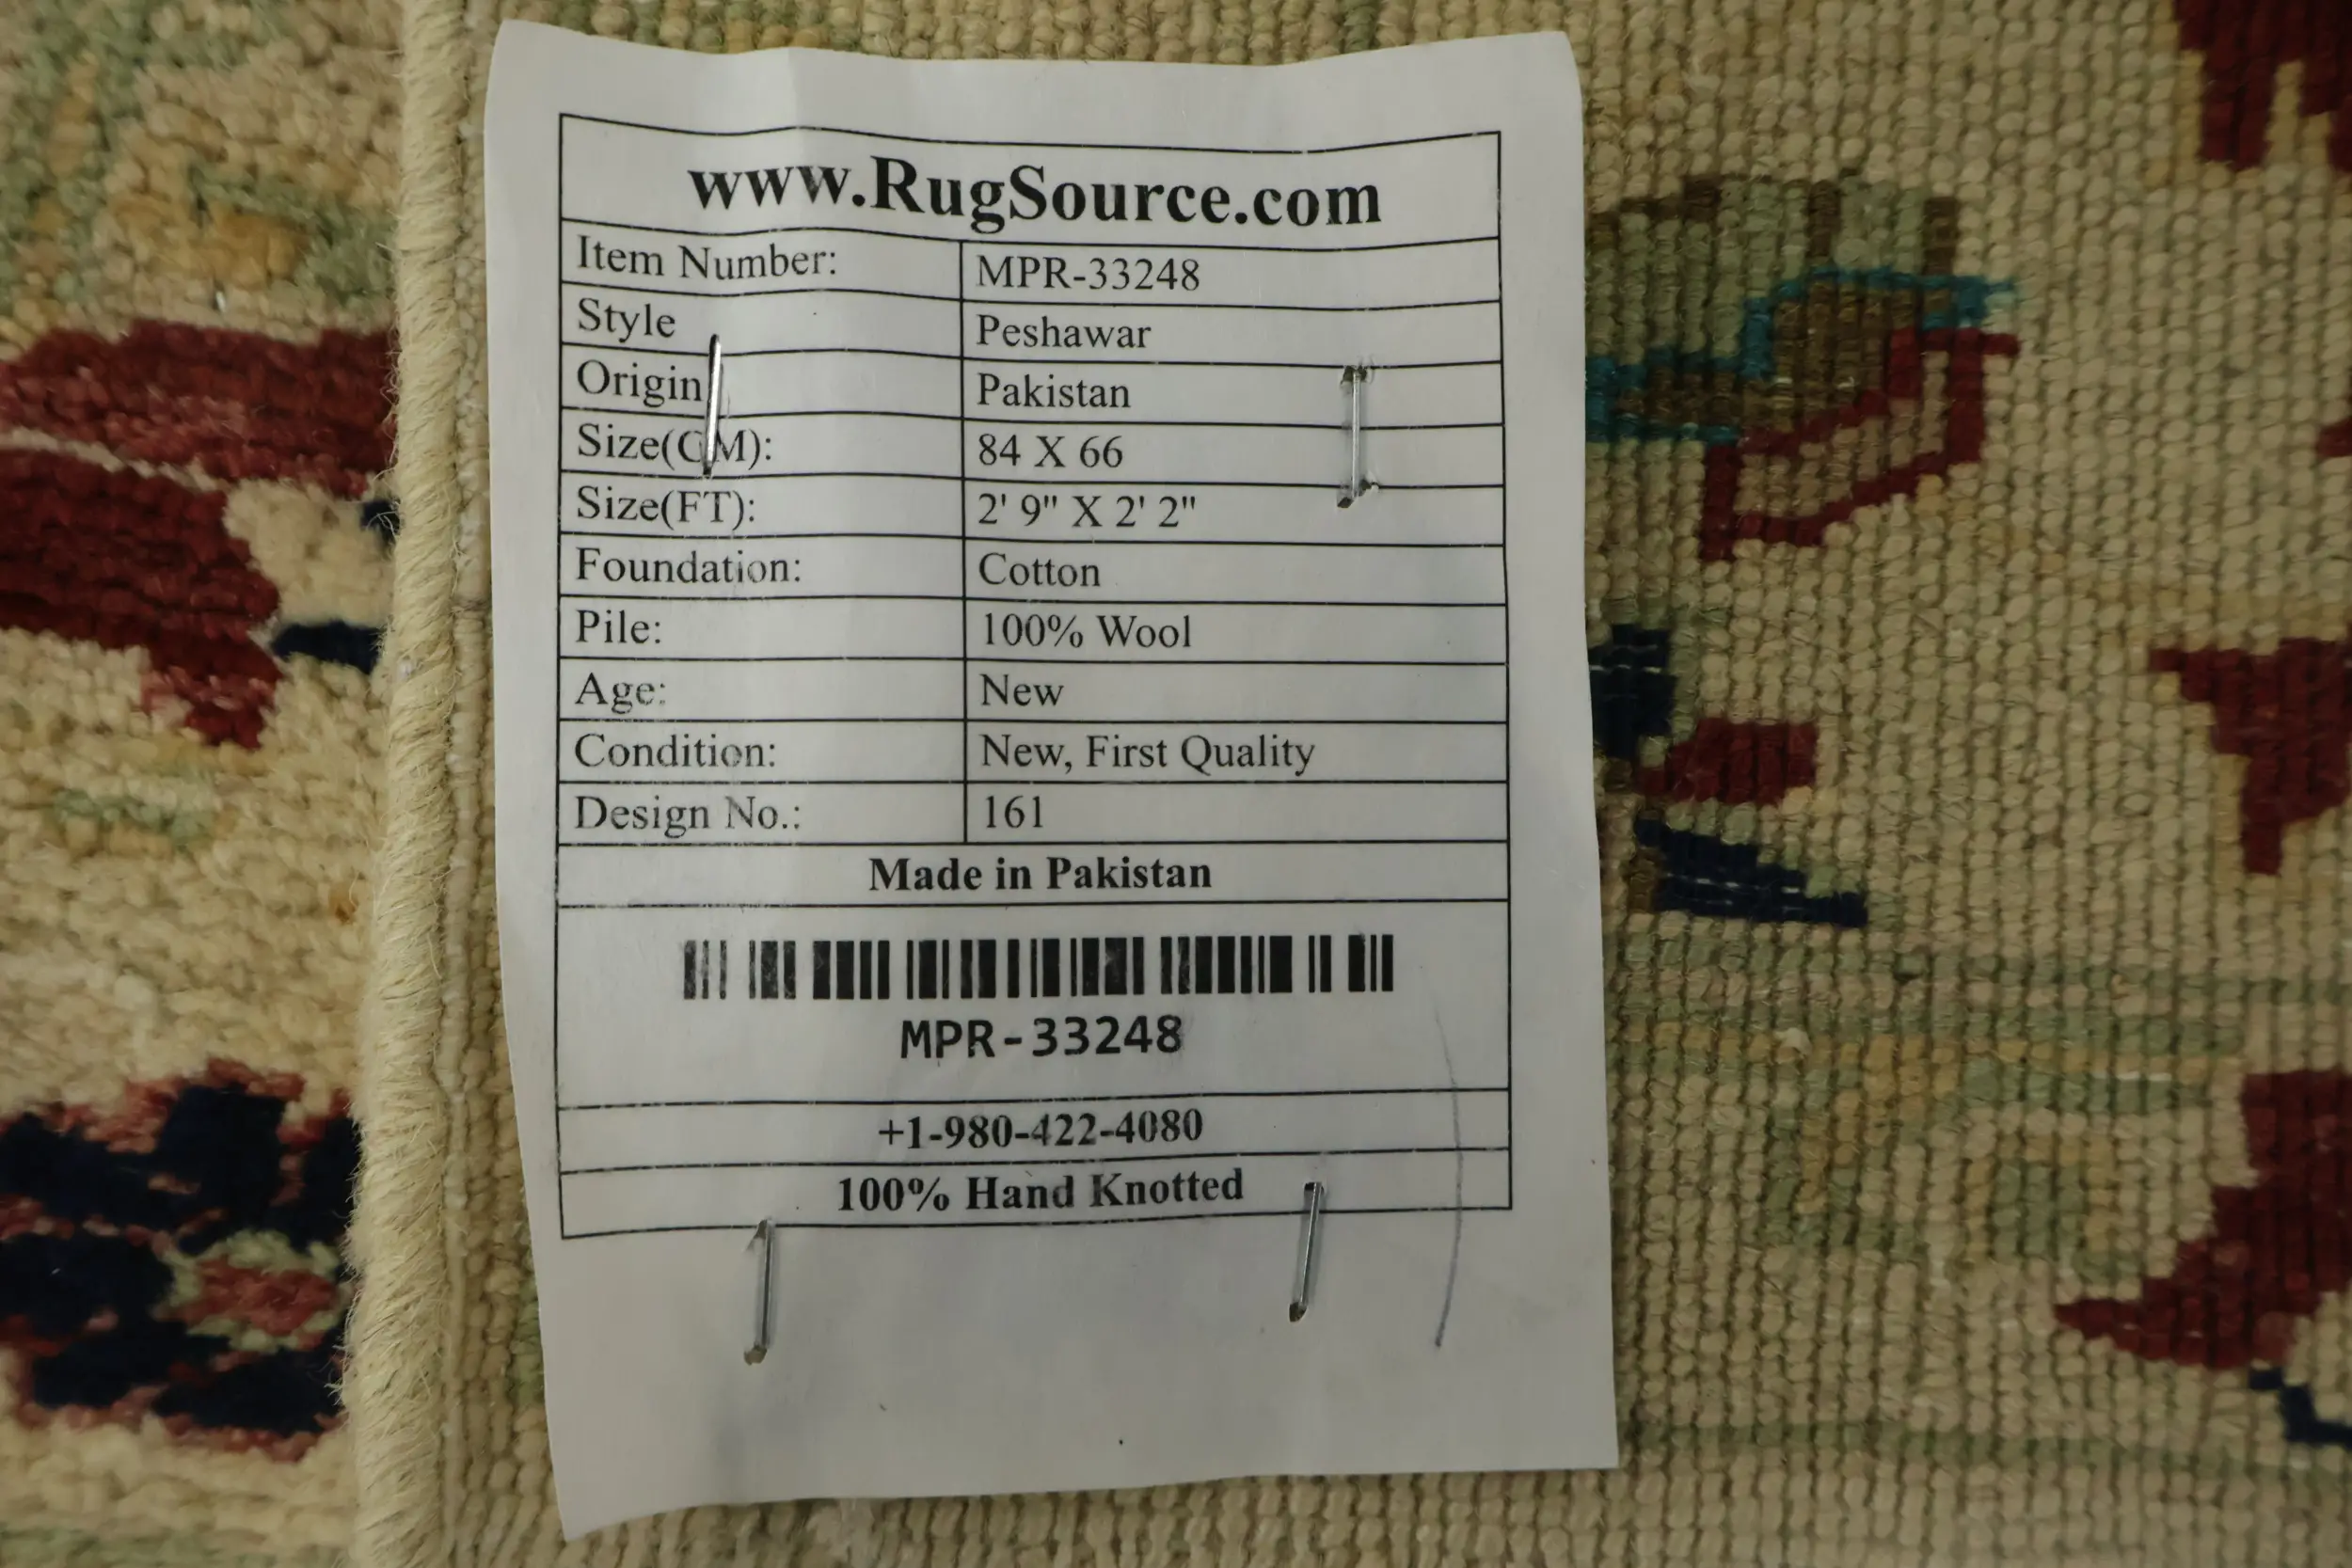 www.RugSource.com
Item Number: MPR-33248
Style Peshawar
Origin Pakistan
Size(CM): 84 X 66
Size(FT): 2' 9" X 2' 2"
Foundation: Cotton
Pile: 100% Wool
Age: New
Condition: New, First Quality
Design No.: 161
Made in Pakistan
MPR-33248
+1-980-422-4080
100% Hand Knotted